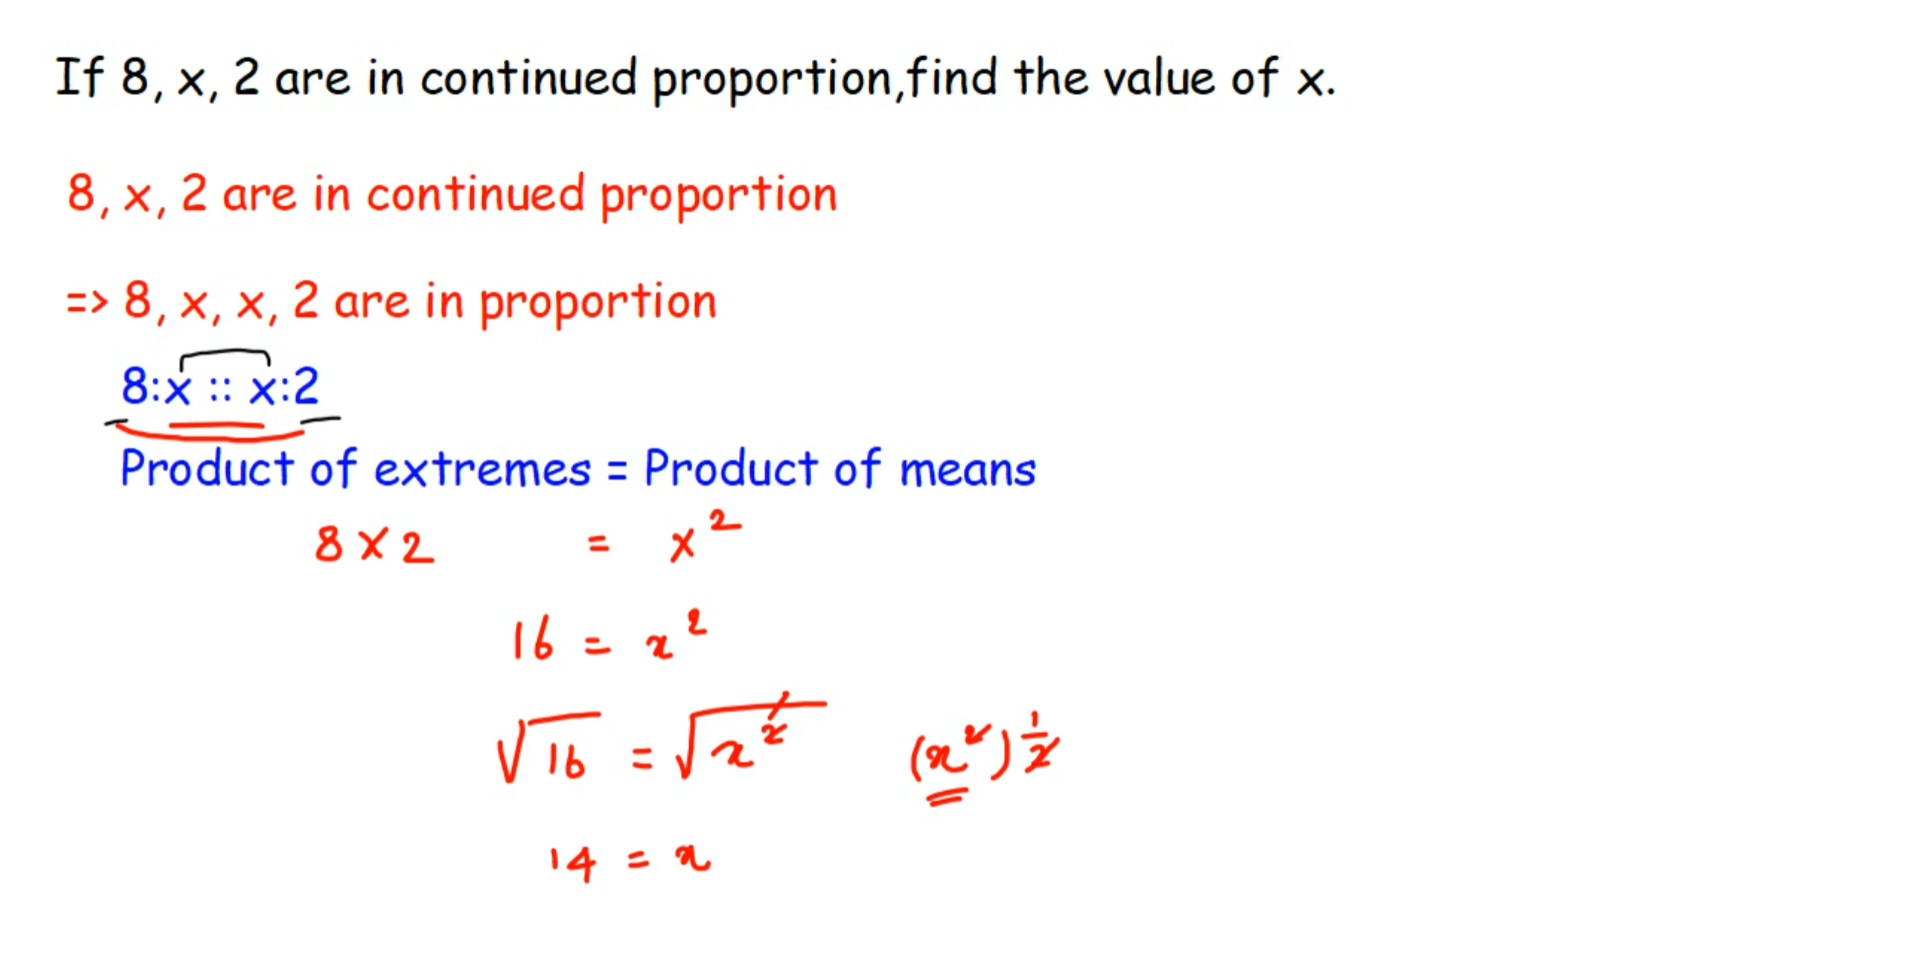 If 8, x, 2 are in continued proportion,find the value of x.
8, x, 2 are in continued proportion
=> 8, x, x, 2 are in proportion
8:x :: x:2
Product of extremes = Product of means
8 x 2 = x²
16 = x²
√16 = √x² (x²)^1/2
14 = x